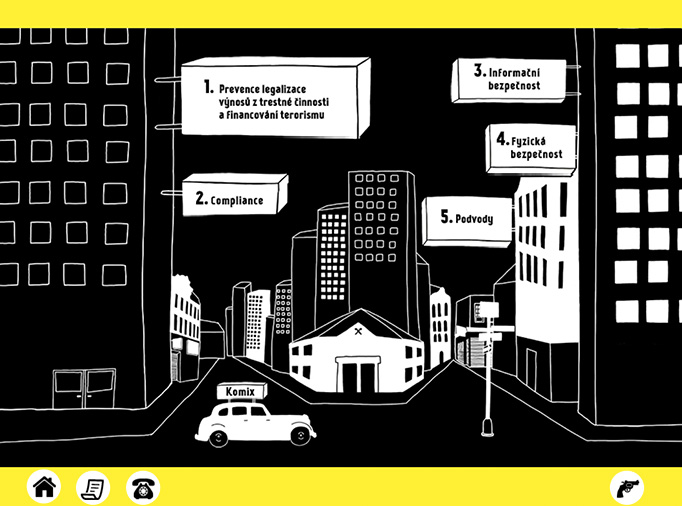 1. Prevence legalizace
výnosů z trestné činnosti
a financování terorismu
2. Compliance
3. Informační
bezpečnost
4. Fyzická
bezpečnost
5. Podvody
Komix